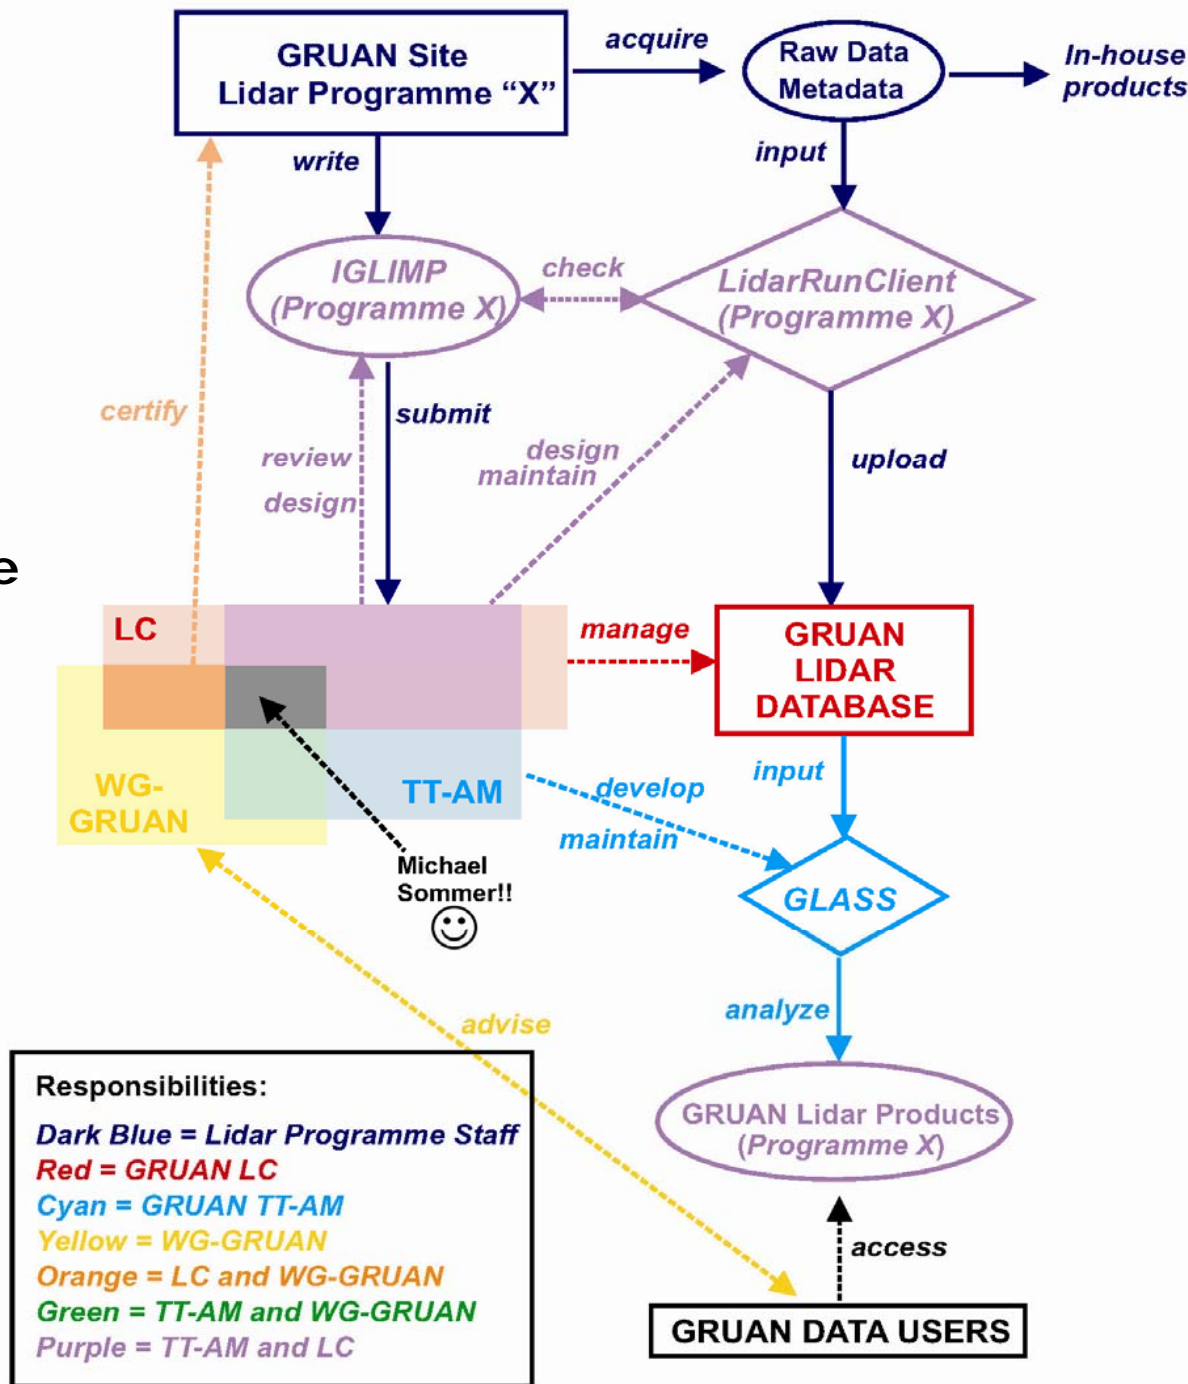 GRUAN Site
Lidar Programme “X”
acquire
Raw Data
Metadata
In-house
products
write
input
IGLIMP
(Programme X)
check
LidarRunClient
(Programme X)
certify
submit
review
design
design
maintain
upload
e
LC
manage
GRUAN
LIDAR
DATABASE
WG-
GRUAN
TT-AM
input
develop
maintain
Michael
Sommer!!
GLASS
analyze
advise
Responsibilities:
Dark Blue = Lidar Programme Staff
Red = GRUAN LC
Cyan = GRUAN TT-AM
Yellow = WG-GRUAN
Orange = LC and WG-GRUAN
Green = TT-AM and WG-GRUAN
Purple = TT-AM and LC
GRUAN Lidar Products
(Programme X)
access
GRUAN DATA USERS